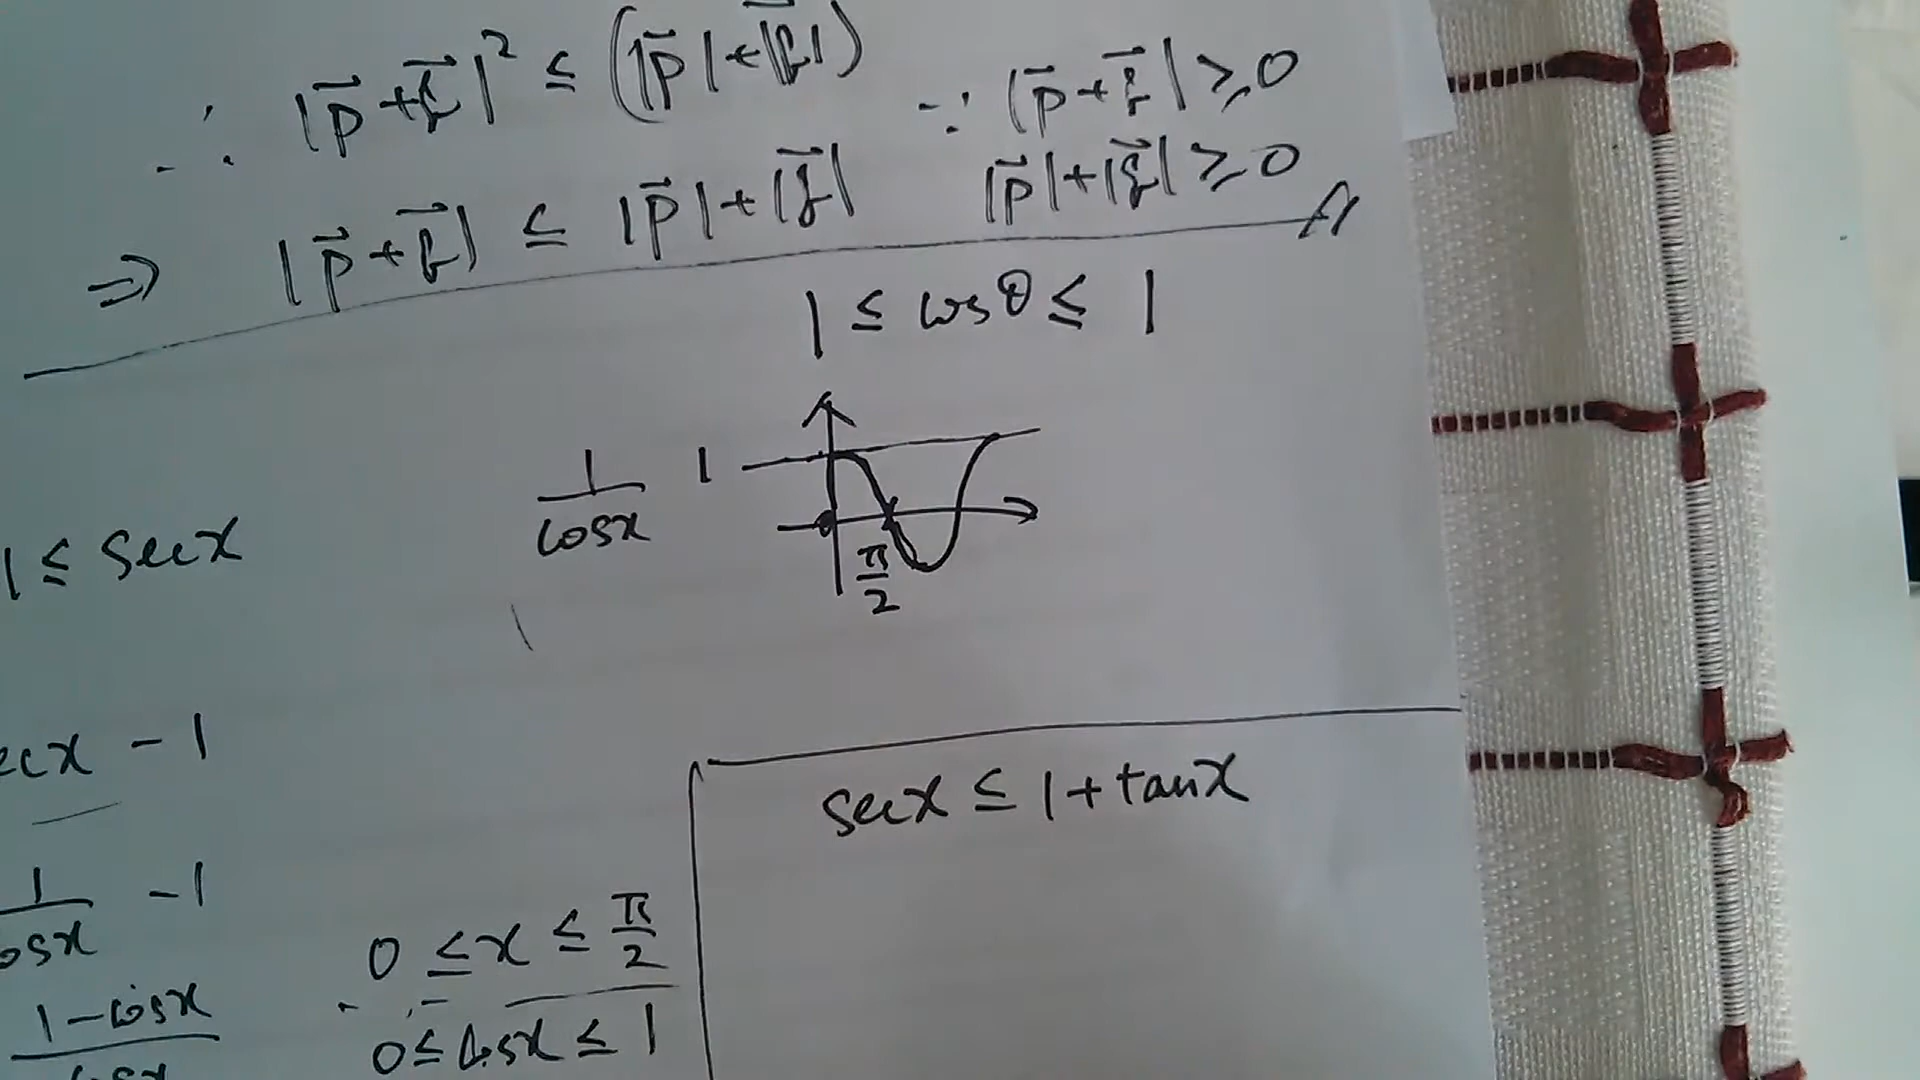 ∴ |p⃗+q⃗|² ≤ (|p⃗|+|q⃗|)
∵ |p⃗+q⃗| ≥ 0
⇒ |p⃗+q⃗| ≤ |p⃗|+|q⃗|
|p⃗|+|q⃗| ≥ 0
1 ≤ cosθ ≤ 1
1/cosx
1
π/2
1 ≤ secx
ecx - 1
1/osx - 1
1-cosx
0 ≤ x ≤ π/2
0 ≤ cosx ≤ 1
secx ≤ 1 + tanx